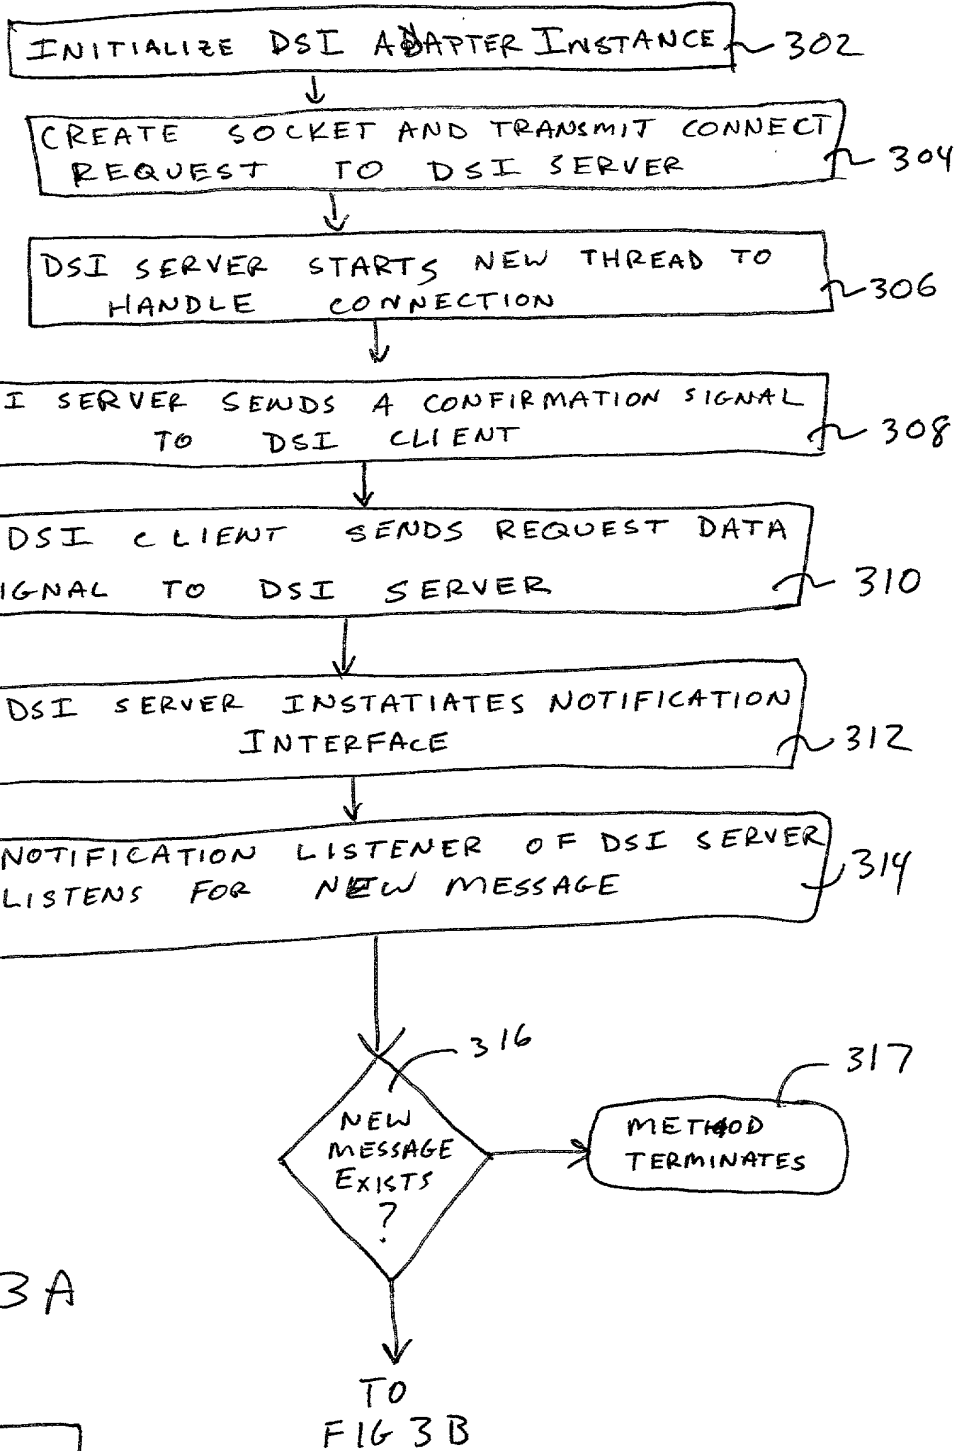 INITIALIZE DSI ADAPTER INSTANCE 302
CREATE SOCKET AND TRANSMIT CONNECT
REQUEST TO DSI SERVER 304
DSI SERVER STARTS NEW THREAD TO
HANDLE CONNECTION 306
I SERVER SENDS A CONFIRMATION SIGNAL
TO DSI CLIENT 308
DSI CLIENT SENDS REQUEST DATA
IGNAL TO DSI SERVER 310
DSI SERVER INSTATIATES NOTIFICATION
INTERFACE 312
NOTIFICATION LISTENER OF DSI SERVER
LISTENS FOR NEW MESSAGE 314
316
NEW
MESSAGE
EXISTS
?
317
METHOD
TERMINATES
3A
TO
FIG 3B